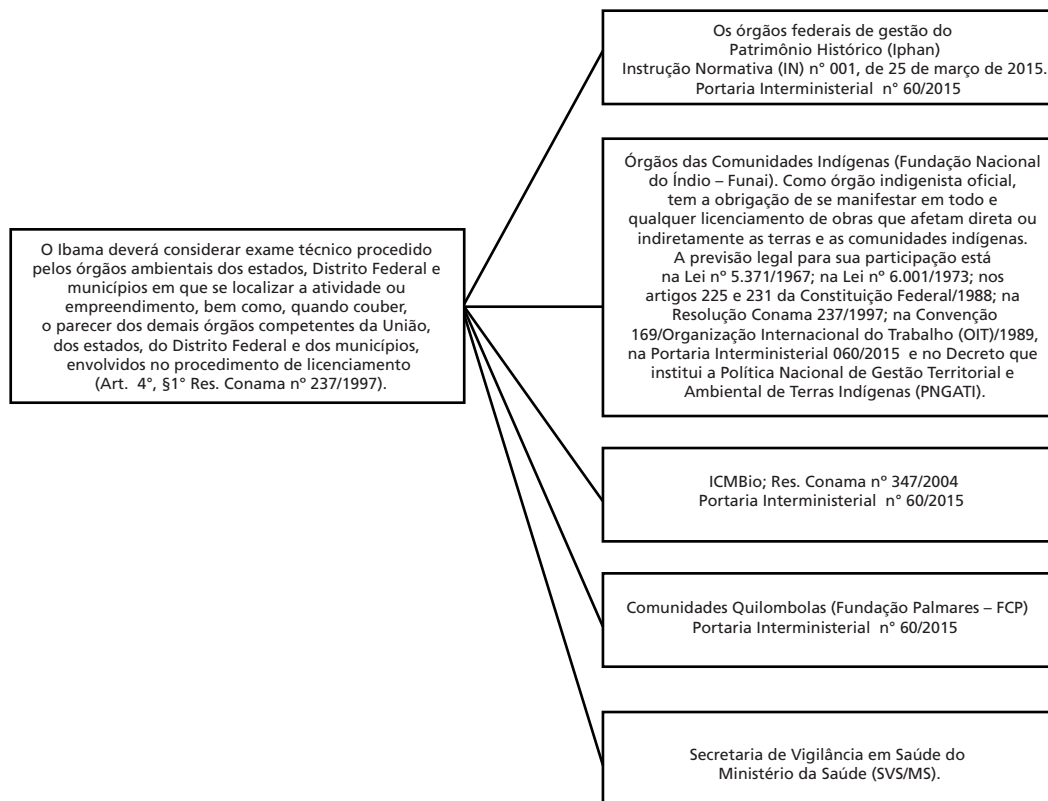 Os órgãos federais de gestão do
Patrimônio Histórico (Iphan)
Instrução Normativa (IN) n° 001, de 25 de março de 2015.
Portaria Interministerial n° 60/2015
Órgãos das Comunidades Indígenas (Fundação Nacional
do Índio – Funai). Como órgão indigenista oficial,
tem a obrigação de se manifestar em todo e
qualquer licenciamento de obras que afetam direta ou
indiretamente as terras e as comunidades indígenas.
A previsão legal para sua participação está
na Lei nº 5.371/1967; na Lei nº 6.001/1973; nos
artigos 225 e 231 da Constituição Federal/1988; na
Resolução Conama 237/1997; na Convenção
169/Organização Internacional do Trabalho (OIT)/1989,
na Portaria Interministerial 060/2015 e no Decreto que
institui a Política Nacional de Gestão Territorial e
Ambiental de Terras Indígenas (PNGATI).
O Ibama deverá considerar exame técnico procedido
pelos órgãos ambientais dos estados, Distrito Federal e
municípios em que se localizar a atividade ou
empreendimento, bem como, quando couber,
o parecer dos demais órgãos competentes da União,
dos estados, do Distrito Federal e dos municípios,
envolvidos no procedimento de licenciamento
(Art. 4°, §1° Res. Conama nº 237/1997).
ICMBio; Res. Conama nº 347/2004
Portaria Interministerial n° 60/2015
Comunidades Quilombolas (Fundação Palmares – FCP)
Portaria Interministerial n° 60/2015
Secretaria de Vigilância em Saúde do
Ministério da Saúde (SVS/MS).